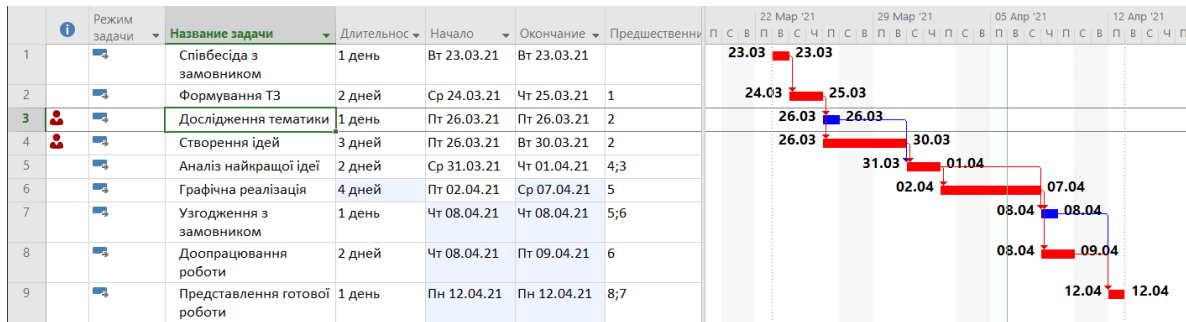 Режим задачи Название задачи Длительнос Начало Окончание Предшественни
22 Мар '21 29 Мар '21 05 Апр '21 12 Апр '21
П С В П В С Ч П С В П В С Ч П С В П В С Ч П С В П В С Ч П
1 Співбесіда з замовником 1 день Вт 23.03.21 Вт 23.03.21 23.03 23.03
2 Формування ТЗ 2 дней Ср 24.03.21 Чт 25.03.21 1 24.03 25.03
3 Дослідження тематики 1 день Пт 26.03.21 Пт 26.03.21 2 26.03 26.03
4 Створення ідей 3 дней Пт 26.03.21 Вт 30.03.21 2 26.03 30.03
5 Аналіз найкращої ідеї 2 дней Ср 31.03.21 Чт 01.04.21 4;3 31.03 01.04
6 Графічна реалізація 4 дней Пт 02.04.21 Ср 07.04.21 5 02.04 07.04
7 Узгодження з замовником 1 день Чт 08.04.21 Чт 08.04.21 5;6 08.04 08.04
8 Доопрацювання роботи 2 дней Чт 08.04.21 Пт 09.04.21 6 08.04 09.04
9 Представлення готової роботи 1 день Пн 12.04.21 Пн 12.04.21 8;7 12.04 12.04